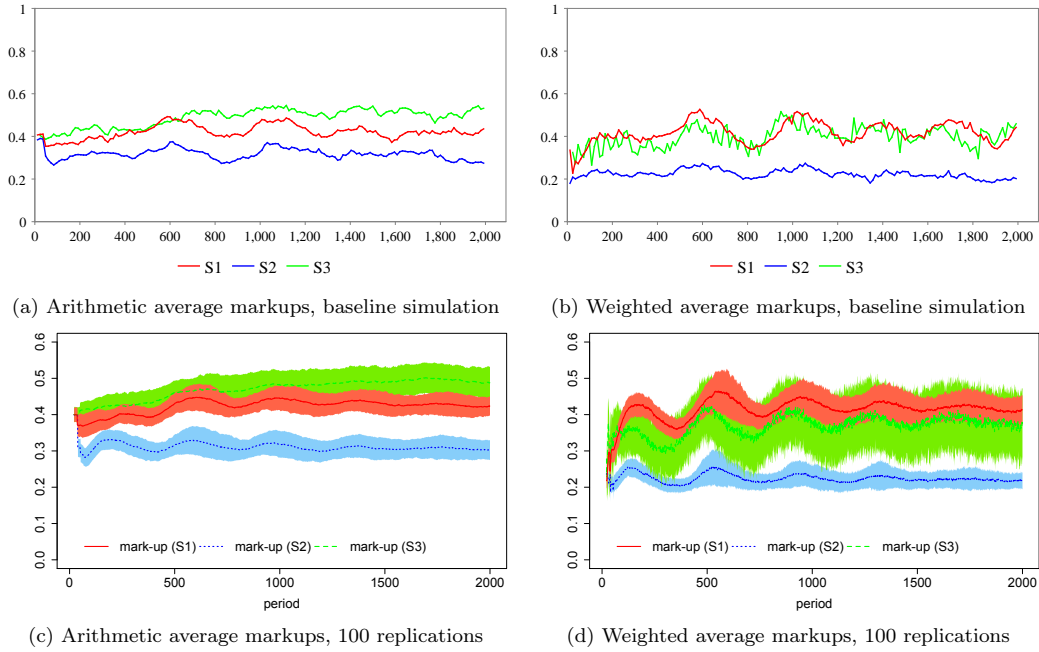 1
0.8
0.6
0.4
0.2
0
0 200 400 600 800 1,000 1,200 1,400 1,600 1,800 2,000
S1 S2 S3
(a) Arithmetic average markups, baseline simulation
1
0.8
0.6
0.4
0.2
0
0 200 400 600 800 1,000 1,200 1,400 1,600 1,800 2,000
S1 S2 S3
(b) Weighted average markups, baseline simulation
0.6
0.5
0.4
0.3
0.2
0.1
0.0
mark-up (S1) mark-up (S2) mark-up (S3)
0 500 1000 1500 2000
period
(c) Arithmetic average markups, 100 replications
0.6
0.5
0.4
0.3
0.2
0.1
0.0
mark-up (S1) mark-up (S2) mark-up (S3)
0 500 1000 1500 2000
period
(d) Weighted average markups, 100 replications